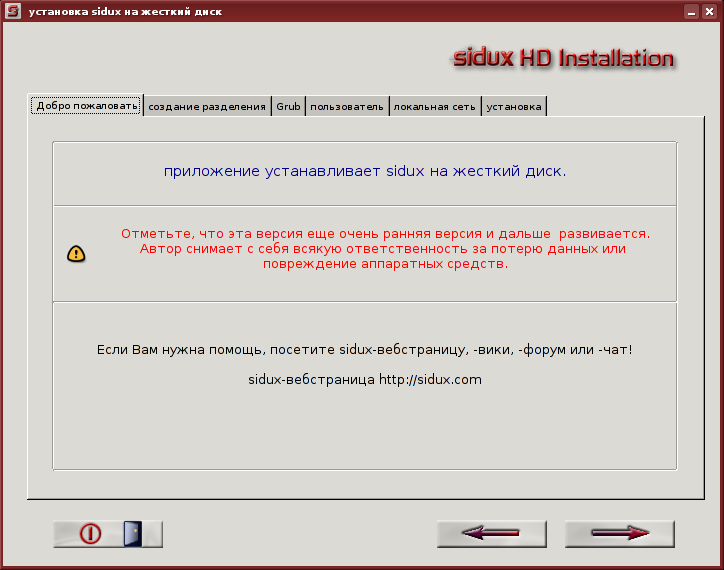 установка sidux на жесткий диск
sidux HD Installation
Добро пожаловать создание разделения Grub пользователь локальная сеть установка
приложение устанавливает sidux на жесткий диск.
Отметьте, что эта версия еще очень ранняя версия и дальше развивается.
Автор снимает с себя всякую ответственность за потерю данных или
повреждение аппаратных средств.
Если Вам нужна помощь, посетите sidux-вебстраницу, -вики, -форум или -чат!
sidux-вебстраница http://sidux.com